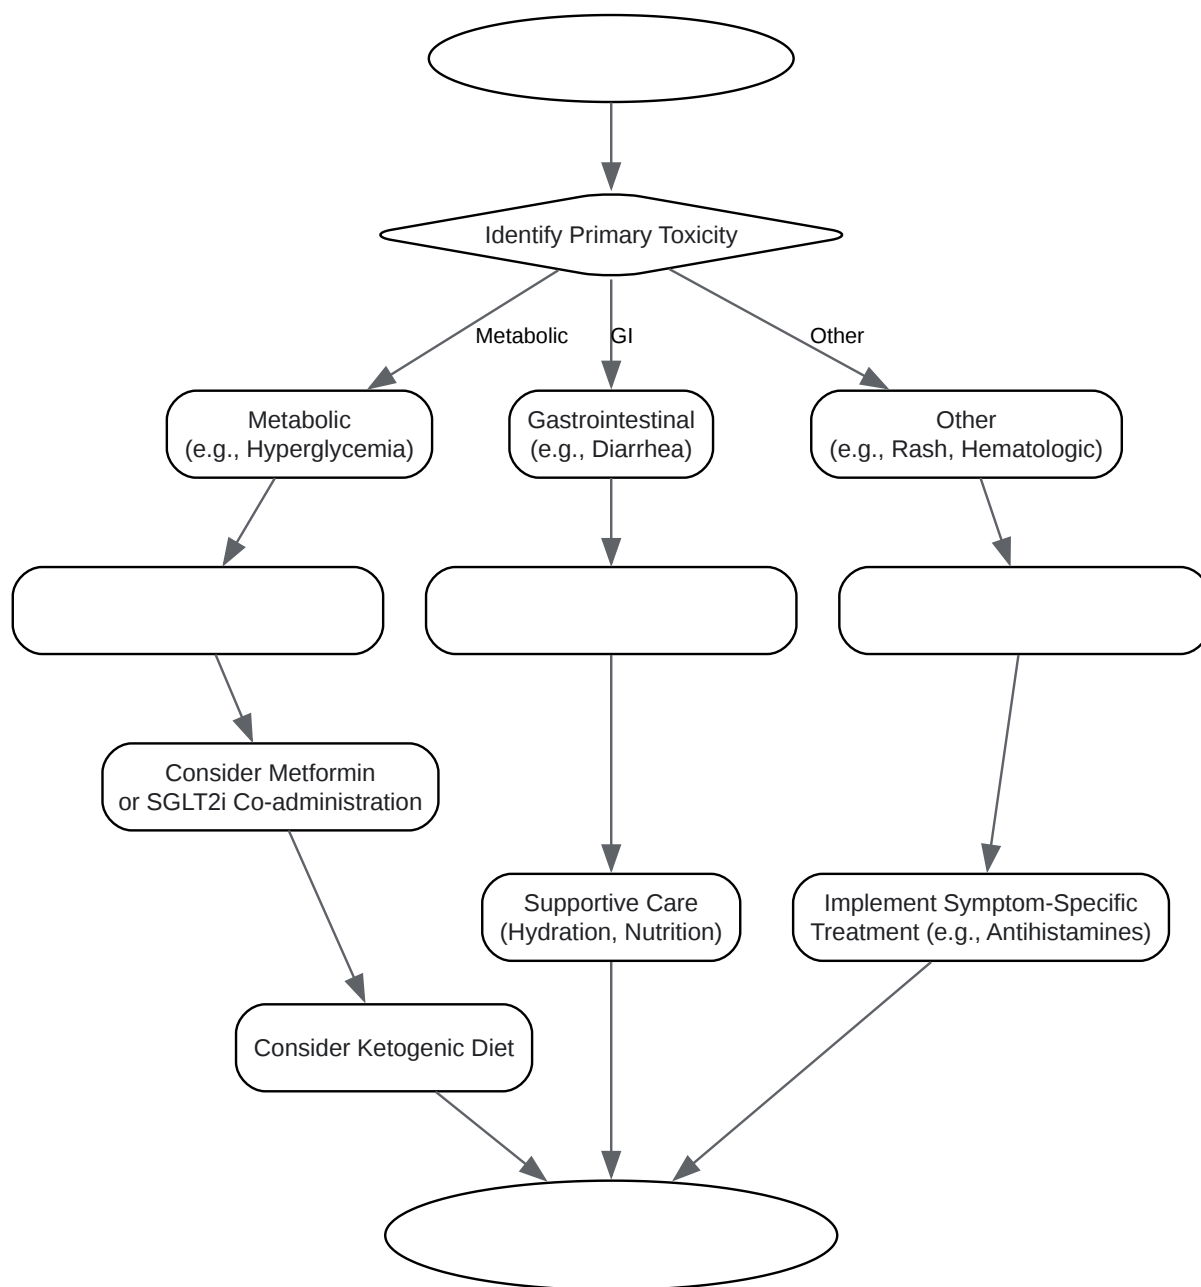 Identify Primary Toxicity
Metabolic
GI
Other
Metabolic
(e.g., Hyperglycemia)
Gastrointestinal
(e.g., Diarrhea)
Other
(e.g., Rash, Hematologic)
Consider Metformin
or SGLT2i Co-administration
Supportive Care
(Hydration, Nutrition)
Implement Symptom-Specific
Treatment (e.g., Antihistamines)
Consider Ketogenic Diet